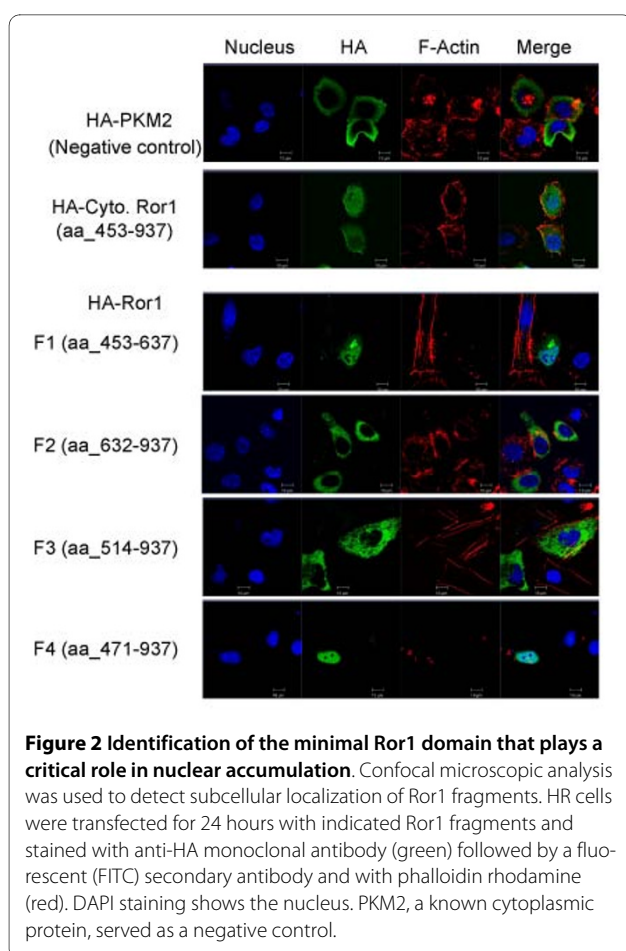 Nucleus HA F-Actin Merge
HA-PKM2
(Negative control)
HA-Cyto. Ror1
(aa_453-937)
HA-Ror1
F1 (aa_453-637)
F2 (aa_632-937)
F3 (aa_514-937)
F4 (aa_471-937)
Figure 2 Identification of the minimal Ror1 domain that plays a
critical role in nuclear accumulation. Confocal microscopic analysis
was used to detect subcellular localization of Ror1 fragments. HR cells
were transfected for 24 hours with indicated Ror1 fragments and
stained with anti-HA monoclonal antibody (green) followed by a fluo-
rescent (FITC) secondary antibody and with phalloidin rhodamine
(red). DAPI staining shows the nucleus. PKM2, a known cytoplasmic
protein, served as a negative control.